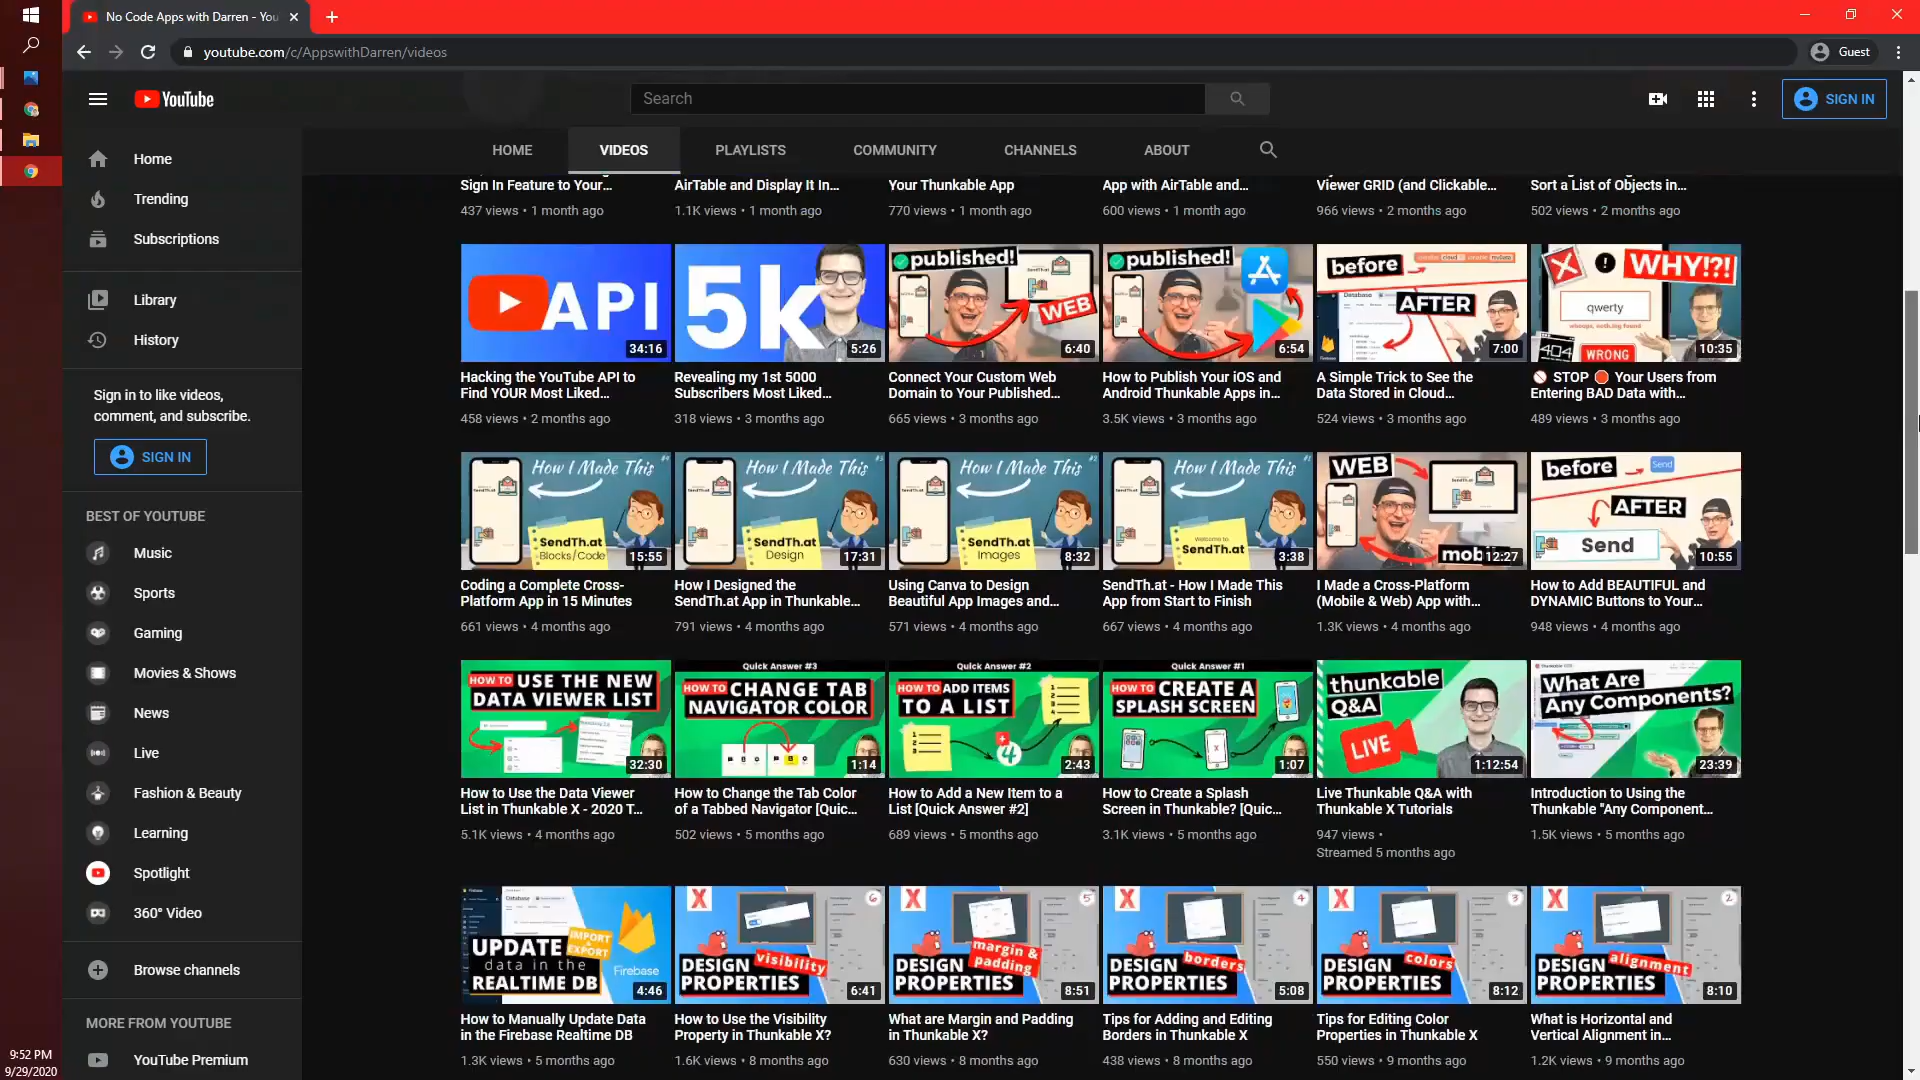 No Code Apps with Darren - You
youtube.com/c/AppswithDarren/videos
Guest
YouTube
Search
SIGN IN
HOME
VIDEOS
PLAYLISTS
COMMUNITY
CHANNELS
ABOUT
Home
Trending
Subscriptions
Library
History
Sign in to like videos,
comment, and subscribe.
SIGN IN
BEST OF YOUTUBE
Music
Sports
Gaming
Movies & Shows
News
Live
Fashion & Beauty
Learning
Spotlight
360° Video
Browse channels
MORE FROM YOUTUBE
YouTube Premium
9:52 PM
9/29/2020
Sign In Feature to Your...
437 views • 1 month ago
AirTable and Display It In...
1.1K views • 1 month ago
Your Thunkable App
770 views • 1 month ago
App with AirTable and...
600 views • 1 month ago
Viewer GRID (and Clickable...
966 views • 2 months ago
Sort a List of Objects in...
502 views • 2 months ago
API
34:16
Hacking the YouTube API to
Find YOUR Most Liked...
458 views • 2 months ago
5k
5:26
Revealing my 1st 5000
Subscribers Most Liked...
318 views • 3 months ago
published!
WEB
6:40
Connect Your Custom Web
Domain to Your Published...
665 views • 3 months ago
published!
6:54
How to Publish Your iOS and
Android Thunkable Apps in...
3.5K views • 3 months ago
before
AFTER
Database
7:00
A Simple Trick to See the
Data Stored in Cloud...
524 views • 3 months ago
! WHY!?!
qwerty
whoops, nothing found
404
WRONG
10:35
🚫 STOP 🛑 Your Users from
Entering BAD Data with...
489 views • 3 months ago
How I Made This #4
SendTh.at
Blocks/Code
15:55
Coding a Complete Cross-
Platform App in 15 Minutes
661 views • 4 months ago
How I Made This #3
SendTh.at
Design
17:31
How I Designed the
SendTh.at App in Thunkable...
791 views • 4 months ago
How I Made This #2
SendTh.at
Images
8:32
Using Canva to Design
Beautiful App Images and...
571 views • 4 months ago
How I Made This #1
Welcome to
SendTh.at
3:38
SendTh.at - How I Made This
App from Start to Finish
667 views • 4 months ago
WEB
mob
12:27
I Made a Cross-Platform
(Mobile & Web) App with...
1.3K views • 4 months ago
before
Send
AFTER
Send
10:55
How to Add BEAUTIFUL and
DYNAMIC Buttons to Your...
948 views • 4 months ago
HOW TO USE THE NEW
DATA VIEWER LIST
32:30
How to Use the Data Viewer
List in Thunkable X - 2020 T...
5.1K views • 4 months ago
Quick Answer #3
HOW TO CHANGE TAB
NAVIGATOR COLOR
1:14
How to Change the Tab Color
of a Tabbed Navigator [Quic...
502 views • 5 months ago
Quick Answer #2
HOW TO ADD ITEMS
TO A LIST
2:43
How to Add a New Item to a
List [Quick Answer #2]
689 views • 5 months ago
Quick Answer #1
HOW TO CREATE A
SPLASH SCREEN
1:07
How to Create a Splash
Screen in Thunkable? [Quic...
3.1K views • 5 months ago
thunkable
Q&A
LIVE
1:12:54
Live Thunkable Q&A with
Thunkable X Tutorials
947 views •
Streamed 5 months ago
What Are
Any Components?
23:39
Introduction to Using the
Thunkable "Any Component...
1.5K views • 5 months ago
Database
UPDATE
IMPORT &
EXPORT
data in the
REALTIME DB
Firebase
4:46
How to Manually Update Data
in the Firebase Realtime DB
1.3K views • 5 months ago
X 6
visibility
DESIGN
PROPERTIES
6:41
How to Use the Visibility
Property in Thunkable X?
1.6K views • 8 months ago
X 5
margin &
padding
DESIGN
PROPERTIES
8:51
What are Margin and Padding
in Thunkable X?
630 views • 8 months ago
X 4
borders
DESIGN
PROPERTIES
5:08
Tips for Adding and Editing
Borders in Thunkable X
438 views • 8 months ago
X 3
colors
DESIGN
PROPERTIES
8:12
Tips for Editing Color
Properties in Thunkable X
550 views • 9 months ago
X 2
alignment
DESIGN
PROPERTIES
8:10
What is Horizontal and
Vertical Alignment in...
1.2K views • 9 months ago